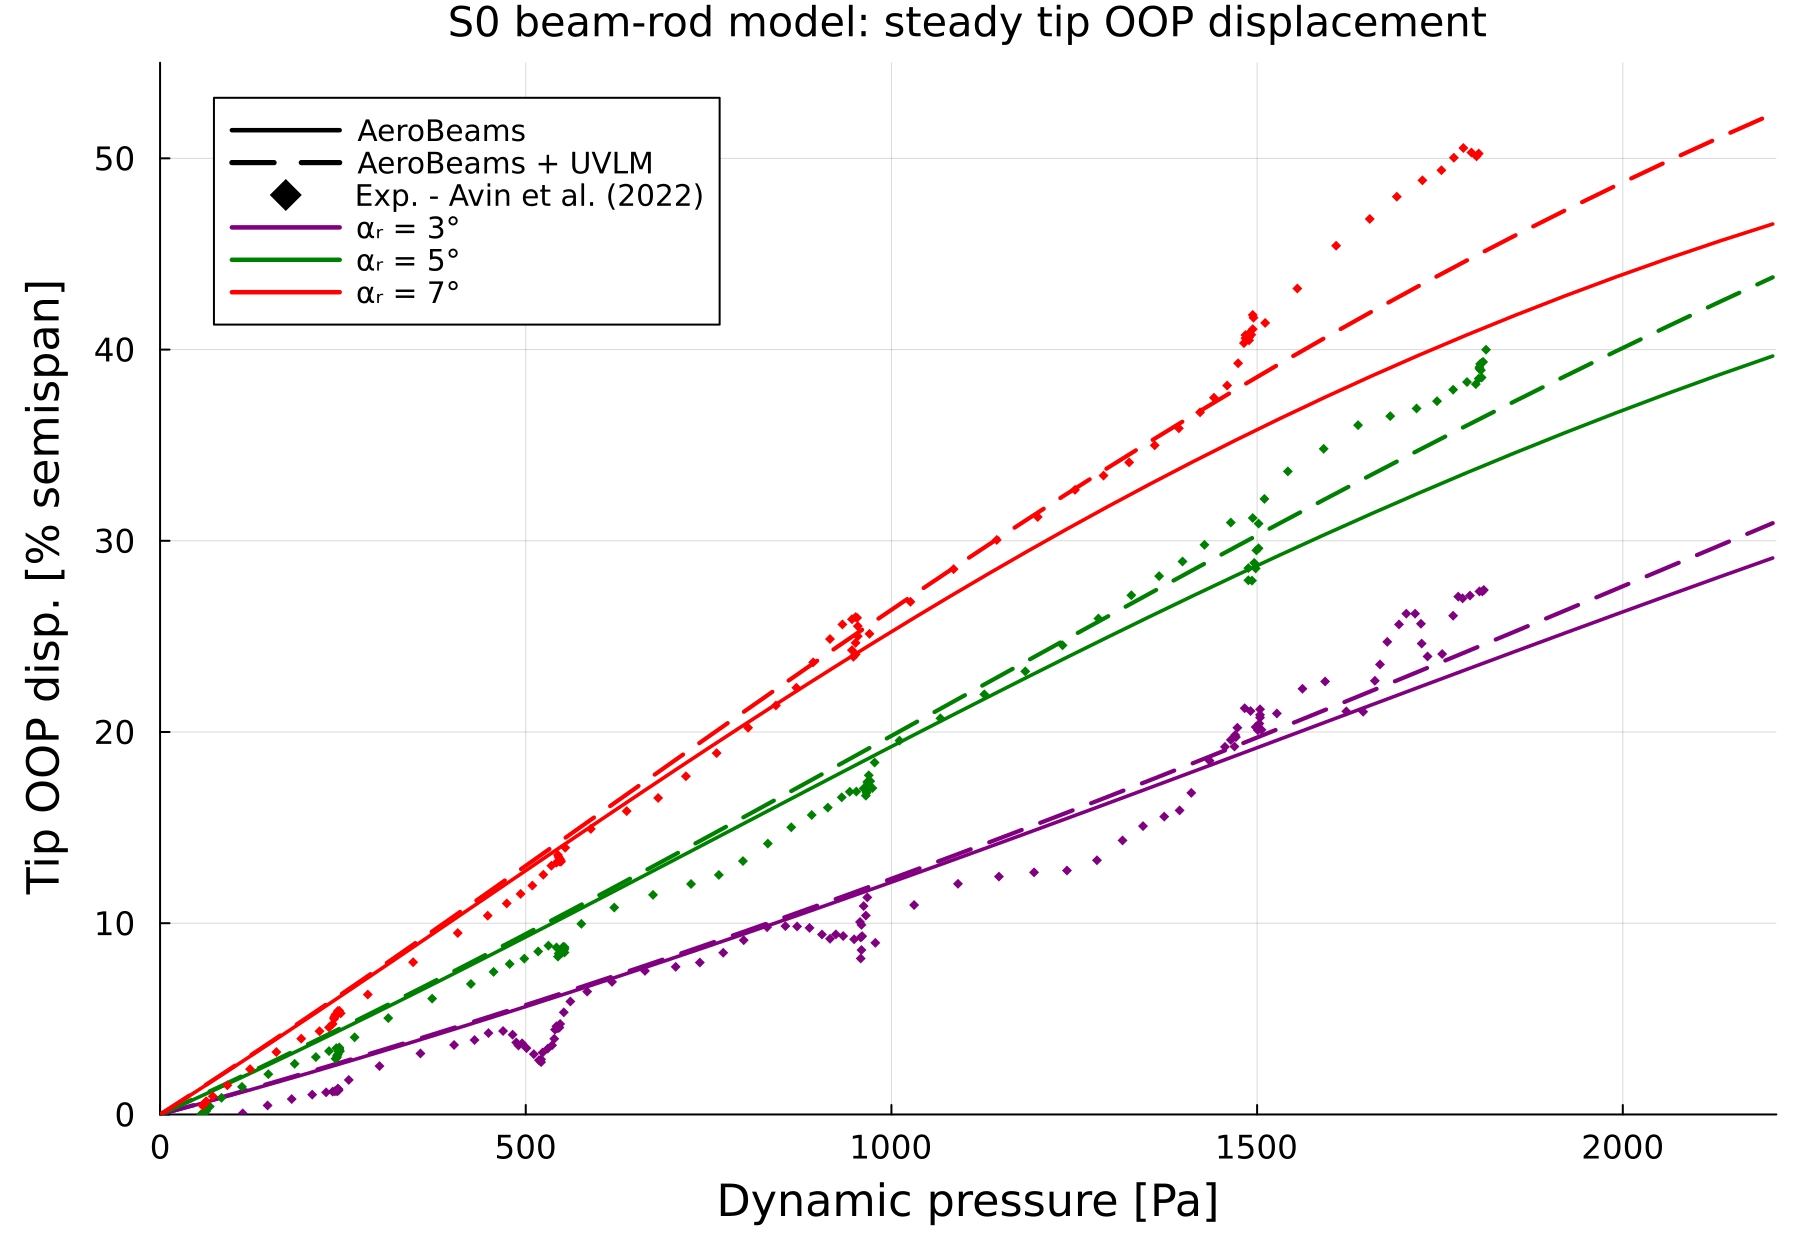 S0 beam-rod model: steady tip OOP displacement
AeroBeams
AeroBeams + UVLM
Exp. - Avin et al. (2022)
αᵣ = 3°
αᵣ = 5°
αᵣ = 7°
Tip OOP disp. [% semispan]
50
40
30
20
10
0
0 500 1000 1500 2000
Dynamic pressure [Pa]